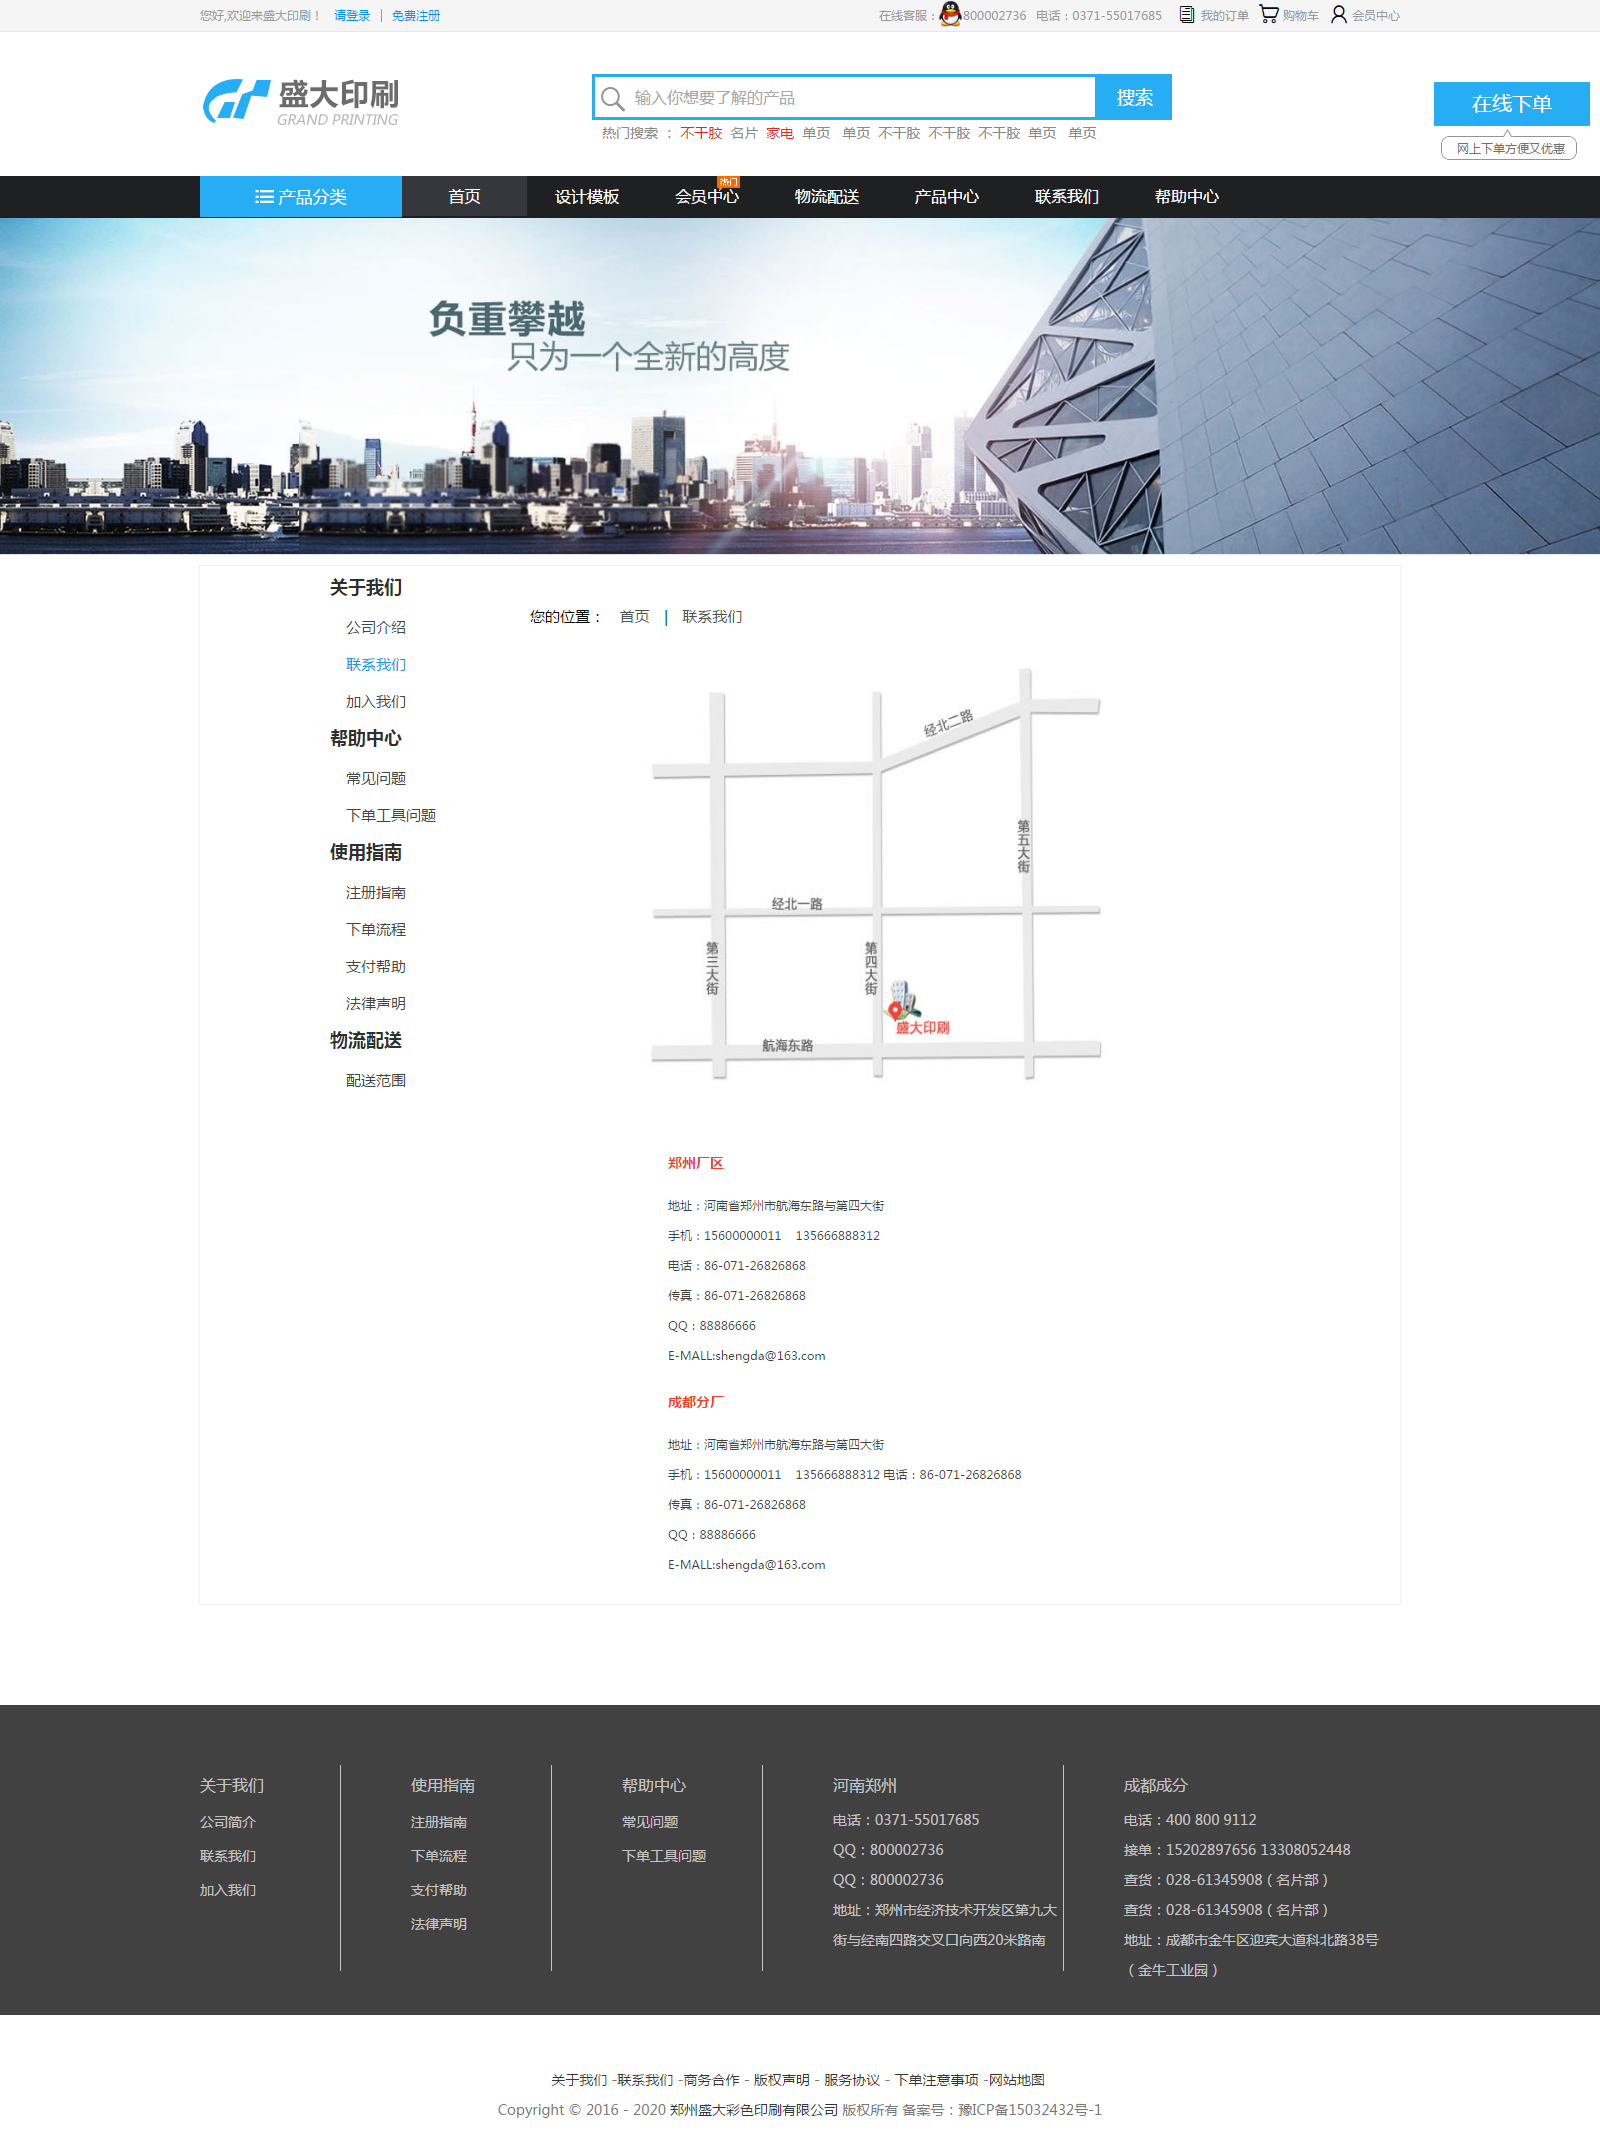 您好,欢迎来盛大印刷！ 请登录 | 免费注册
在线客服：800002736 电话：0371-55017685 我的订单 购物车 会员中心
盛大印刷
GRAND PRINTING
输入你想要了解的产品 搜索
热门搜索 ： 不干胶 名片 家电 单页 单页 不干胶 不干胶 不干胶 单页 单页
在线下单
网上下单方便又优惠
产品分类 首页 设计模板 会员中心 热门 物流配送 产品中心 联系我们 帮助中心
负重攀越
只为一个全新的高度
关于我们
公司介绍
联系我们
加入我们
帮助中心
常见问题
下单工具问题
使用指南
注册指南
下单流程
支付帮助
法律声明
物流配送
配送范围
您的位置： 首页 | 联系我们
经北二路
第五大街
经北一路
第三大街
第四大街
盛大印刷
航海东路
郑州厂区
地址：河南省郑州市航海东路与第四大街
手机：15600000011 135666888312
电话：86-071-26826868
传真：86-071-26826868
QQ：88886666
E-MALL:shengda@163.com
成都分厂
地址：河南省郑州市航海东路与第四大街
手机：15600000011 135666888312 电话：86-071-26826868
传真：86-071-26826868
QQ：88886666
E-MALL:shengda@163.com
关于我们
公司简介
联系我们
加入我们
使用指南
注册指南
下单流程
支付帮助
法律声明
帮助中心
常见问题
下单工具问题
河南郑州
电话：0371-55017685
QQ：800002736
QQ：800002736
地址：郑州市经济技术开发区第九大
街与经南四路交叉口向西20米路南
成都成分
电话：400 800 9112
接单：15202897656 13308052448
查货：028-61345908（名片部）
查货：028-61345908（名片部）
地址：成都市金牛区迎宾大道科北路38号
（金牛工业园）
关于我们 -联系我们 -商务合作 - 版权声明 - 服务协议 - 下单注意事项 -网站地图
Copyright © 2016 - 2020 郑州盛大彩色印刷有限公司 版权所有 备案号：豫ICP备15032432号-1